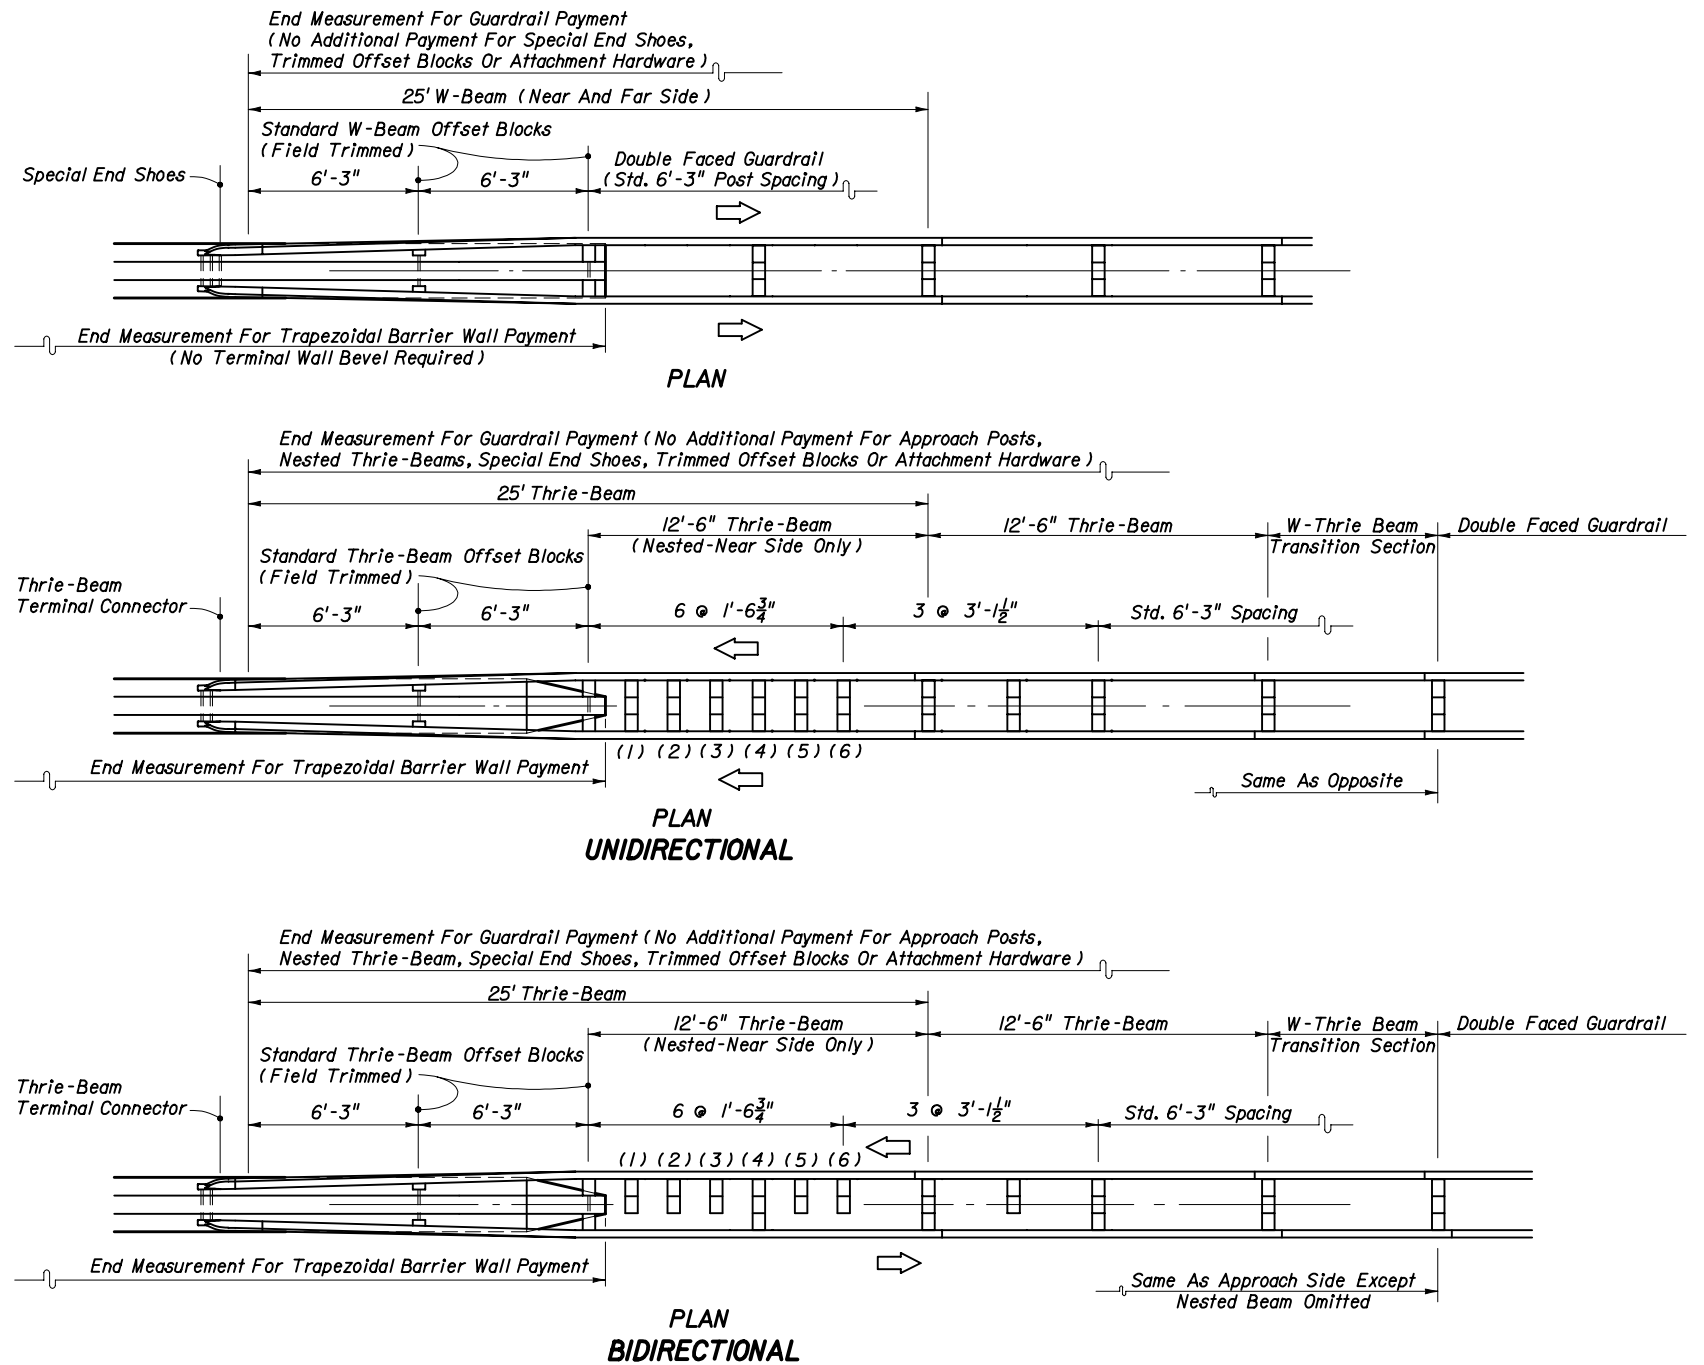 End Measurement For Guardrail Payment
(No Additional Payment For Special End Shoes,
Trimmed Offset Blocks Or Attachment Hardware)
25' W-Beam (Near And Far Side)
Standard W-Beam Offset Blocks
(Field Trimmed)
Special End Shoes
6'-3"
6'-3"
Double Faced Guardrail
(Std. 6'-3" Post Spacing)
End Measurement For Trapezoidal Barrier Wall Payment
(No Terminal Wall Bevel Required)
PLAN
End Measurement For Guardrail Payment (No Additional Payment For Approach Posts,
Nested Thrie-Beams, Special End Shoes, Trimmed Offset Blocks Or Attachment Hardware)
25' Thrie-Beam
12'-6" Thrie-Beam
(Nested-Near Side Only)
12'-6" Thrie-Beam
W-Thrie Beam
Transition Section
Double Faced Guardrail
Standard Thrie-Beam Offset Blocks
(Field Trimmed)
Thrie-Beam
Terminal Connector
6'-3"
6'-3"
6 @ 1'-6¾"
3 @ 3'-1½"
Std. 6'-3" Spacing
(1) (2) (3) (4) (5) (6)
End Measurement For Trapezoidal Barrier Wall Payment
Same As Opposite
PLAN
UNIDIRECTIONAL
End Measurement For Guardrail Payment (No Additional Payment For Approach Posts,
Nested Thrie-Beam, Special End Shoes, Trimmed Offset Blocks Or Attachment Hardware)
25' Thrie-Beam
12'-6" Thrie-Beam
(Nested-Near Side Only)
12'-6" Thrie-Beam
W-Thrie Beam
Transition Section
Double Faced Guardrail
Standard Thrie-Beam Offset Blocks
(Field Trimmed)
Thrie-Beam
Terminal Connector
6'-3"
6'-3"
6 @ 1'-6¾"
3 @ 3'-1½"
Std. 6'-3" Spacing
(1) (2) (3) (4) (5) (6)
End Measurement For Trapezoidal Barrier Wall Payment
Same As Approach Side Except
Nested Beam Omitted
PLAN
BIDIRECTIONAL